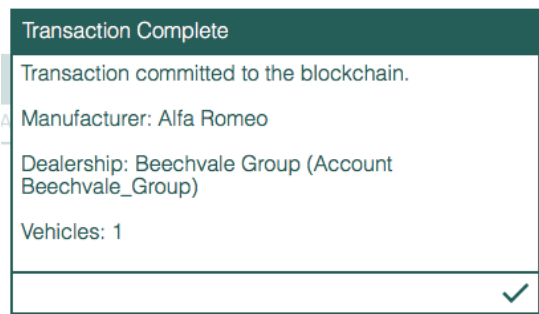 Transaction Complete
Transaction committed to the blockchain.
Manufacturer: Alfa Romeo
Dealership: Beechvale Group (Account
Beechvale_Group)
Vehicles: 1